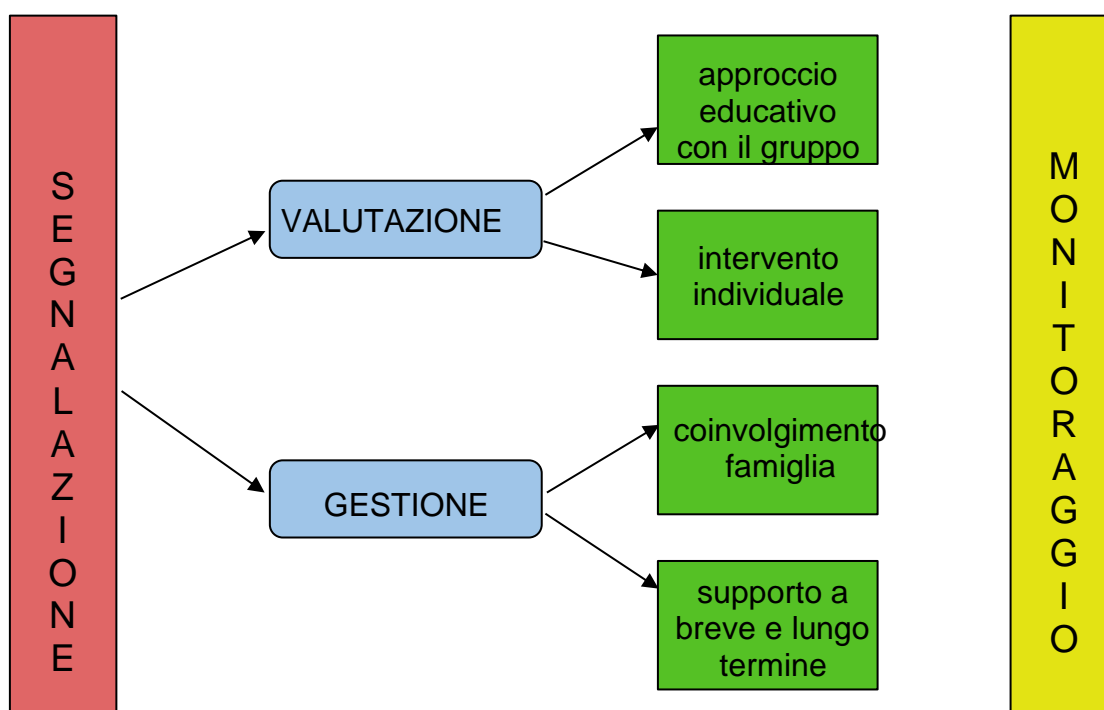 SEGNALAZIONE
VALUTAZIONE
GESTIONE
approccio
educativo
con il gruppo
intervento
individuale
coinvolgimento
famiglia
supporto a
breve e lungo
termine
MONITORAGGIO